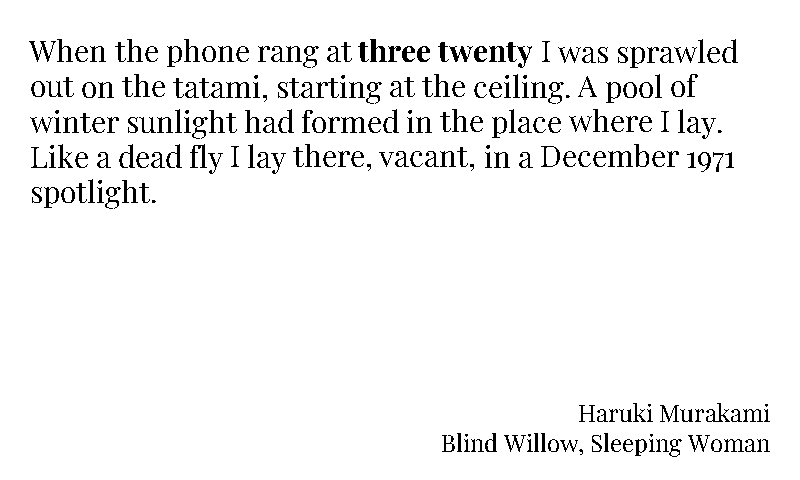 When the phone rang at three twenty I was sprawled
out on the tatami, starting at the ceiling. A pool of
winter sunlight had formed in the place where I lay.
Like a dead fly I lay there, vacant, in a December 1971
spotlight.
Haruki Murakami
Blind Willow, Sleeping Woman